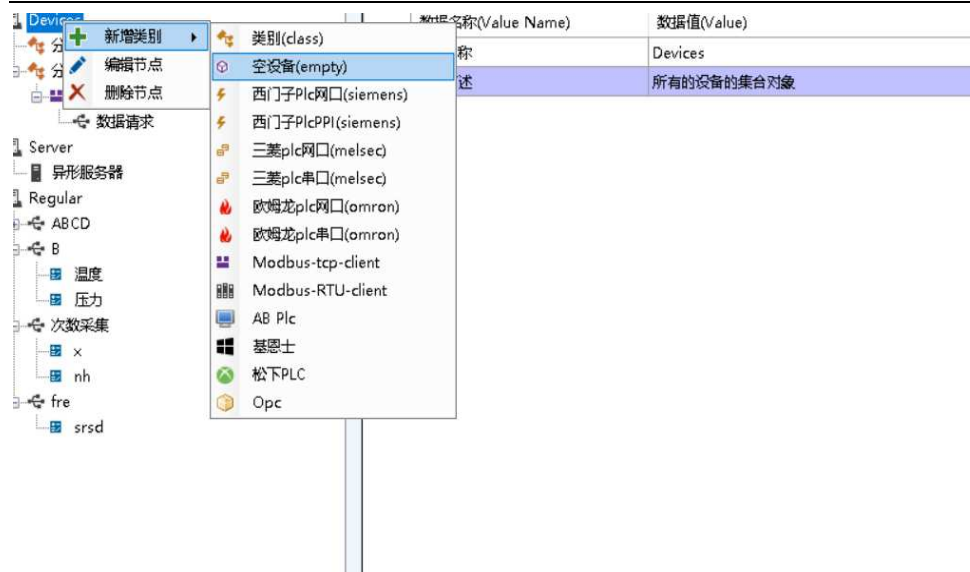 Devices
数据名称(Value Name) 数据值(Value)
称 Devices
述 所有的设备的集合对象
新增类别
编辑节点
删除节点
类别(class)
空设备(empty)
西门子Plc网口(siemens)
西门子PlcPPI(siemens)
三菱plc网口(melsec)
三菱plc串口(melsec)
欧姆龙plc网口(omron)
欧姆龙plc串口(omron)
Modbus-tcp-client
Modbus-RTU-client
AB Plc
基恩士
松下PLC
Opc
分
分
数据请求
Server
异形服务器
Regular
ABCD
B
温度
压力
次数采集
x
nh
fre
srsd